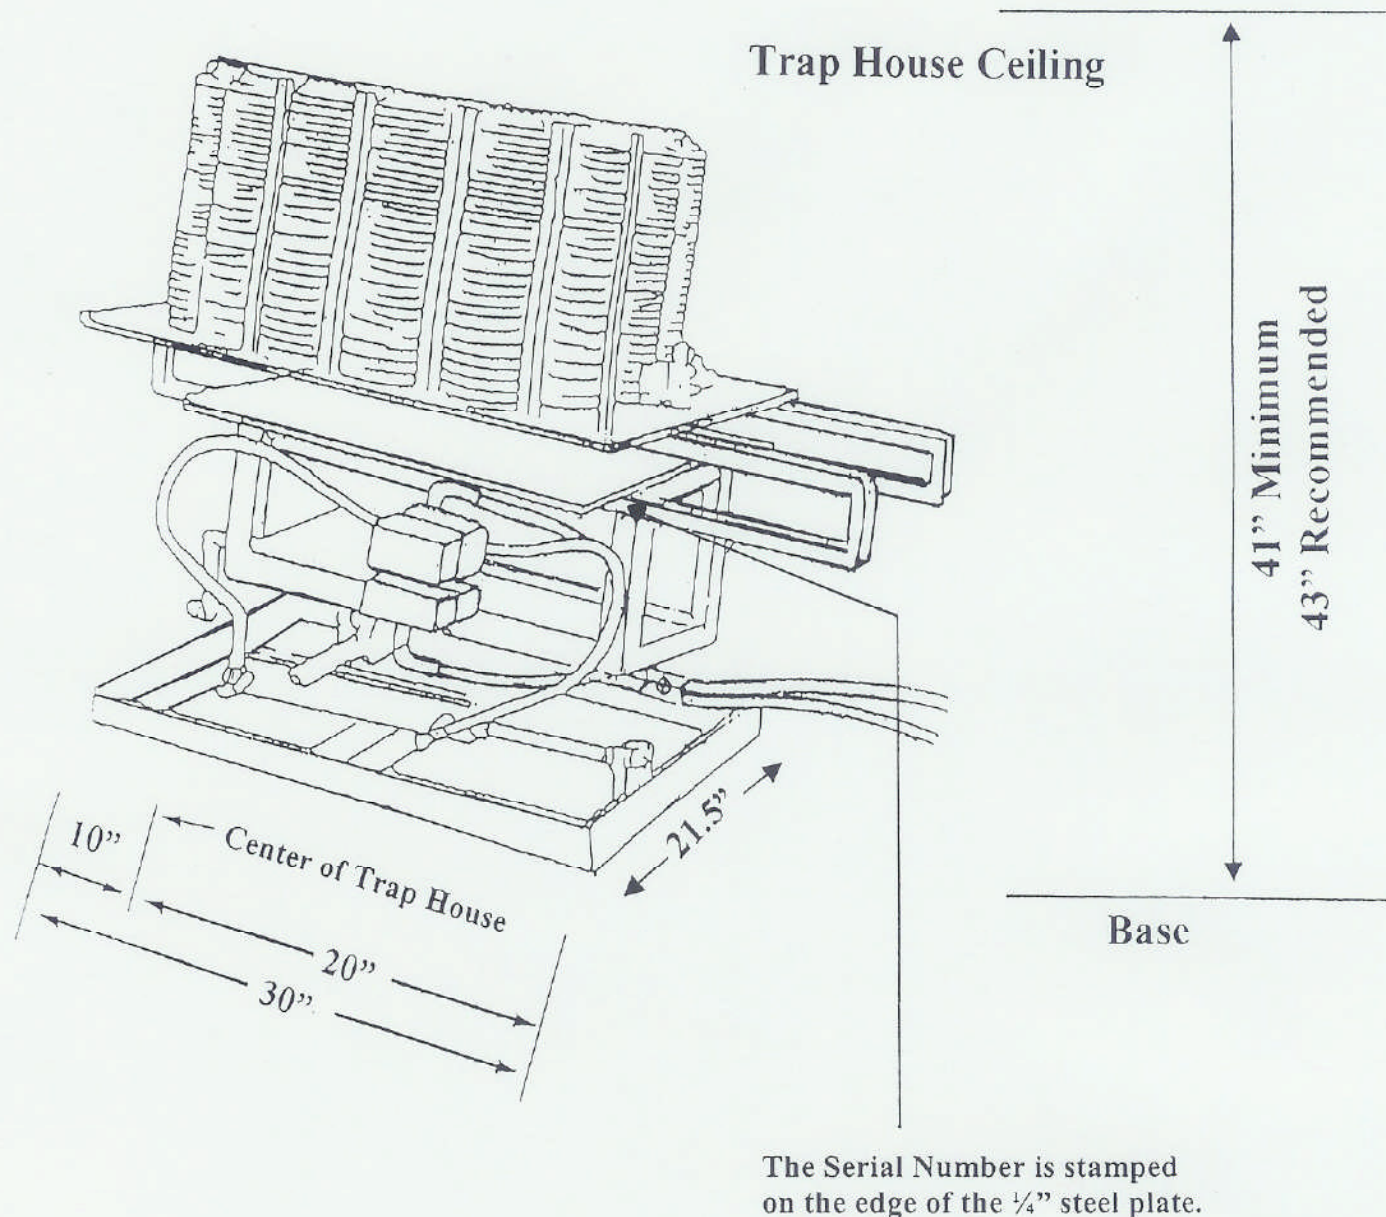 Trap House Ceiling
41” Minimum
43” Recommended
10”
Center of Trap House
21.5”
20”
30”
Base
The Serial Number is stamped
on the edge of the ¼” steel plate.